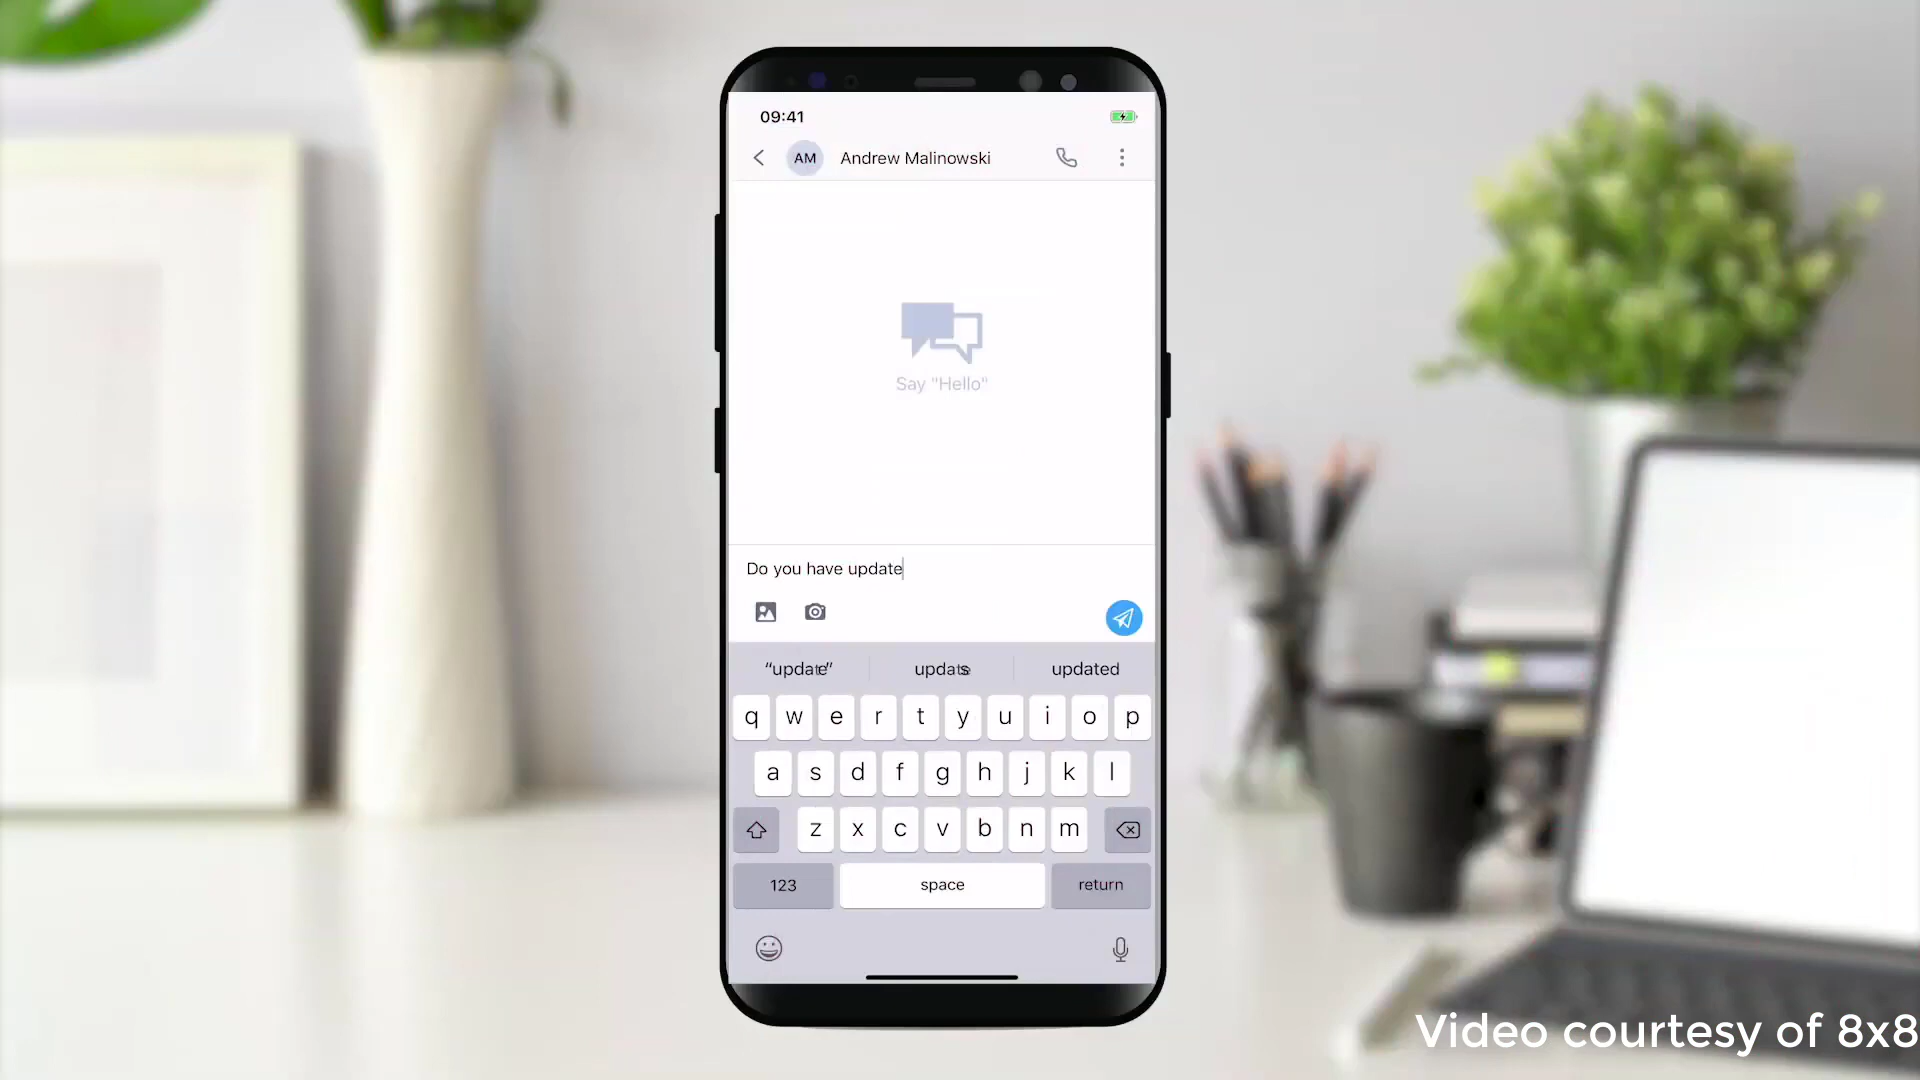 09:41
AM Andrew Malinowski
Say "Hello"
Do you have update
“update” updated
q w e r t y u i o p
a s d f g h j k l
z x c v b n m
123 space return
Video courtesy of 8x8